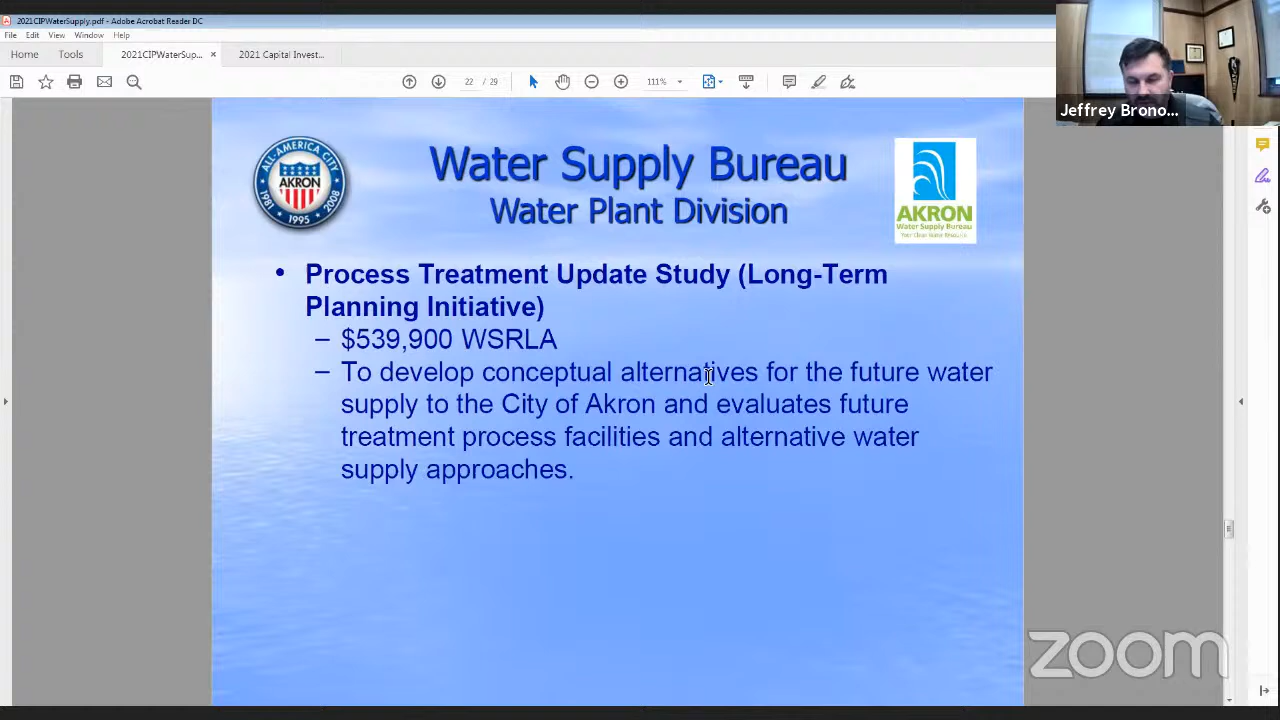 2021CIPWaterSupply.pdf - Adobe Acrobat Reader DC
File Edit View Window Help
Home Tools 2021CIPWaterSup... × 2021 Capital Invest...
22 / 29 111%
Jeffrey Brono...
ALL-AMERICA CITY
AKRON
1981 1995 2008
Water Supply Bureau
Water Plant Division
AKRON
Water Supply Bureau
• Process Treatment Update Study (Long-Term
Planning Initiative)
– $539,900 WSRLA
– To develop conceptual alternatives for the future water
supply to the City of Akron and evaluates future
treatment process facilities and alternative water
supply approaches.
zoom